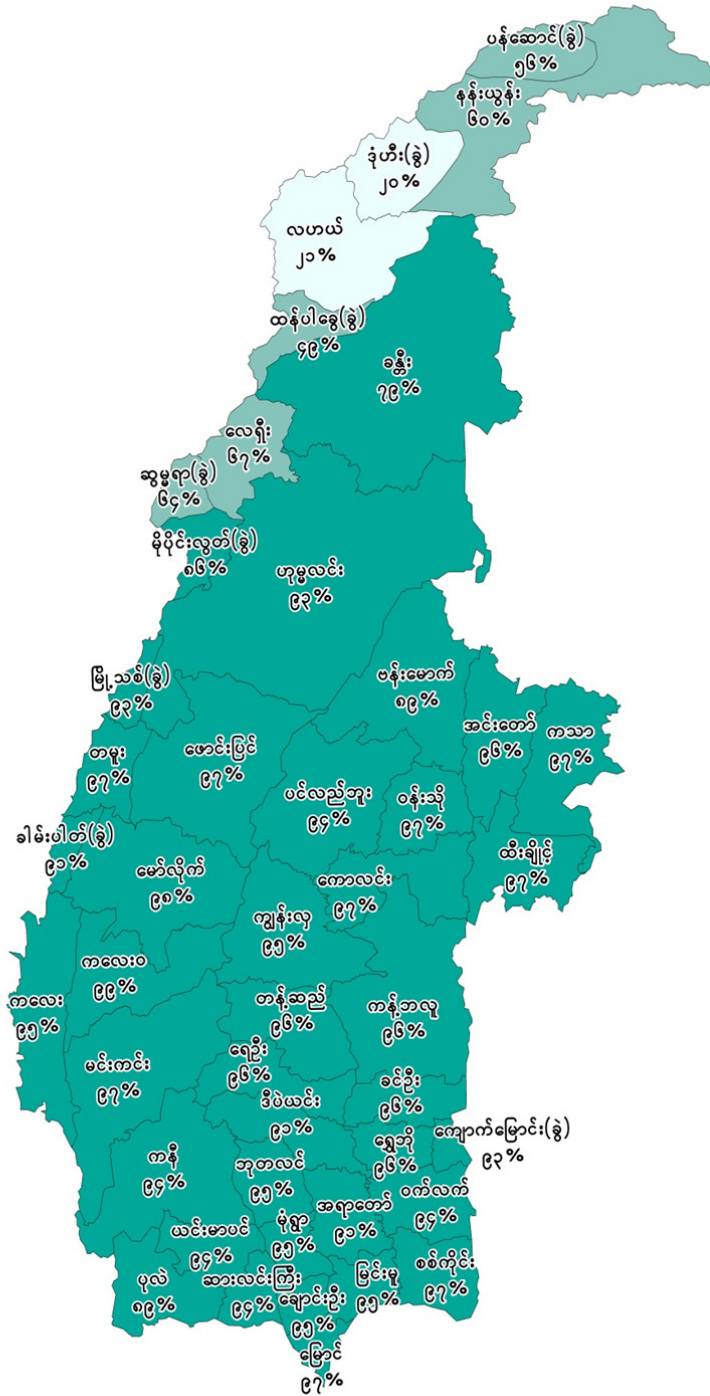 ပန်ဆောင်(ခွဲ)
၅၆%
နန်းယွန်း
၆၀%
ဒုံဟီး(ခွဲ)
၂၀%
လဟယ်
၂၁%
ထန်ပါခွေ(ခွဲ)
၄၉%
ခန္တီး
၇၉%
လေရှီး
၆၇%
ဆွမ္မရာ(ခွဲ)
၆၄%
မိုပိုင်းလွတ်(ခွဲ)
၈၆%
ဟုမ္မလင်း
၉၃%
မြို့သစ်(ခွဲ)
၉၃%
ဗန်းမောက်
၈၉%
အင်းတော်
၉၆%
ကသာ
၉၇%
တမူး
၉၇%
ဖောင်းပြင်
၉၇%
ပင်လည်ဘူး
၉၄%
ဝန်းသို
၉၇%
ခါမ်းပါတ်(ခွဲ)
၉၁%
မော်လိုက်
၉၈%
ကောလင်း
၉၇%
ထီးချိုင့်
၉၇%
ကျွန်းလှ
၉၅%
ကလေးဝ
၉၉%
ကလေး
၉၅%
တန့်ဆည်
၉၆%
ကန့်ဘလူ
၉၆%
မင်းကင်း
၉၇%
ရေဦး
၉၆%
ခင်ဦး
၉၆%
ဒီပဲယင်း
၉၁%
ရွှေဘို
၉၆%
ကျောက်မြောင်း(ခွဲ)
၉၃%
ကနီ
၉၄%
ဘုတလင်
၉၅%
ဝက်လက်
၉၄%
အရာတော်
၉၁%
မုံရွာ
၉၅%
ယင်းမာပင်
၉၄%
စစ်ကိုင်း
၉၇%
ပုလဲ
၈၉%
ဆားလင်းကြီး
၉၄%
မြင်းမူ
၉၅%
ချောင်းဦး
၉၅%
မြောင်
၉၇%